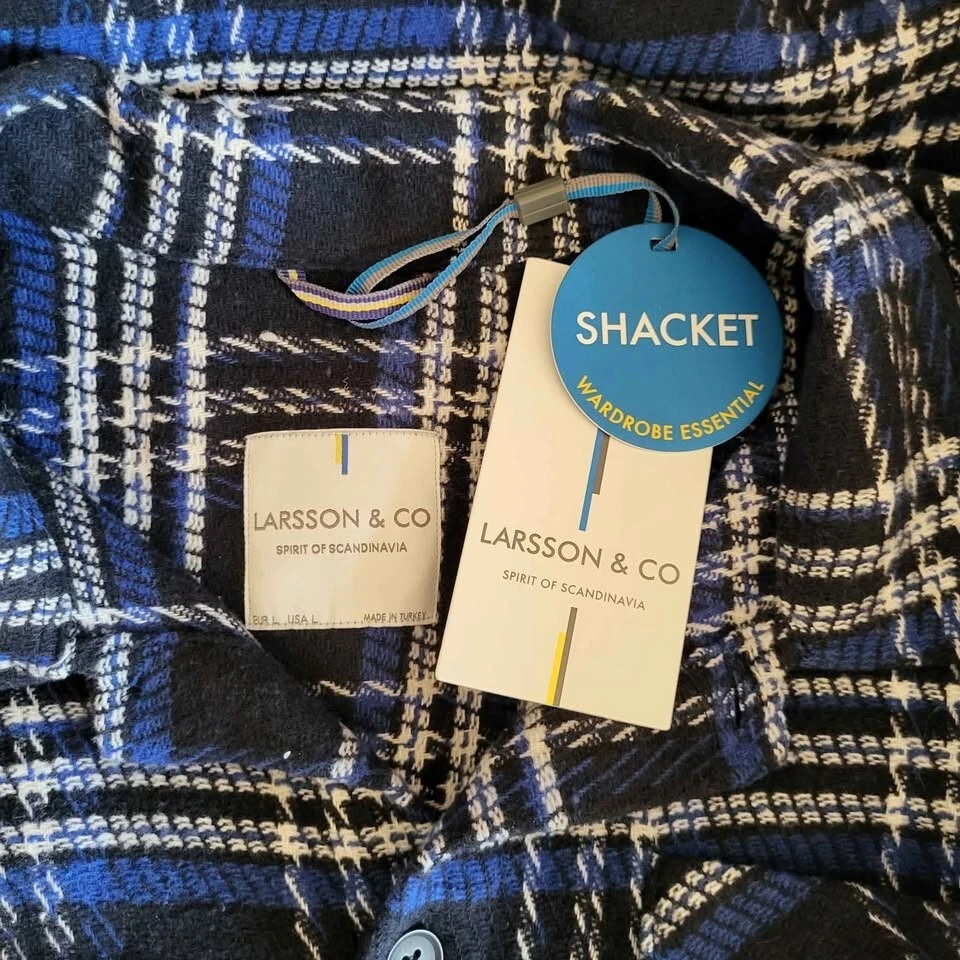 SHACKET
WARDROBE ESSENTIAL
LARSSON & CO
SPIRIT OF SCANDINAVIA
EUR L USA L MADE IN TURKEY
LARSSON & CO
SPIRIT OF SCANDINAVIA